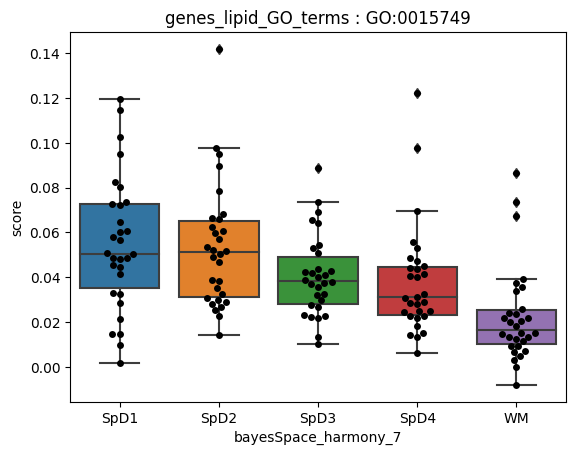 genes_lipid_GO_terms : GO:0015749
0.14
0.12
0.10
0.08
0.06
0.04
0.02
0.00
score
SpD1 SpD2 SpD3 SpD4 WM
bayesSpace_harmony_7